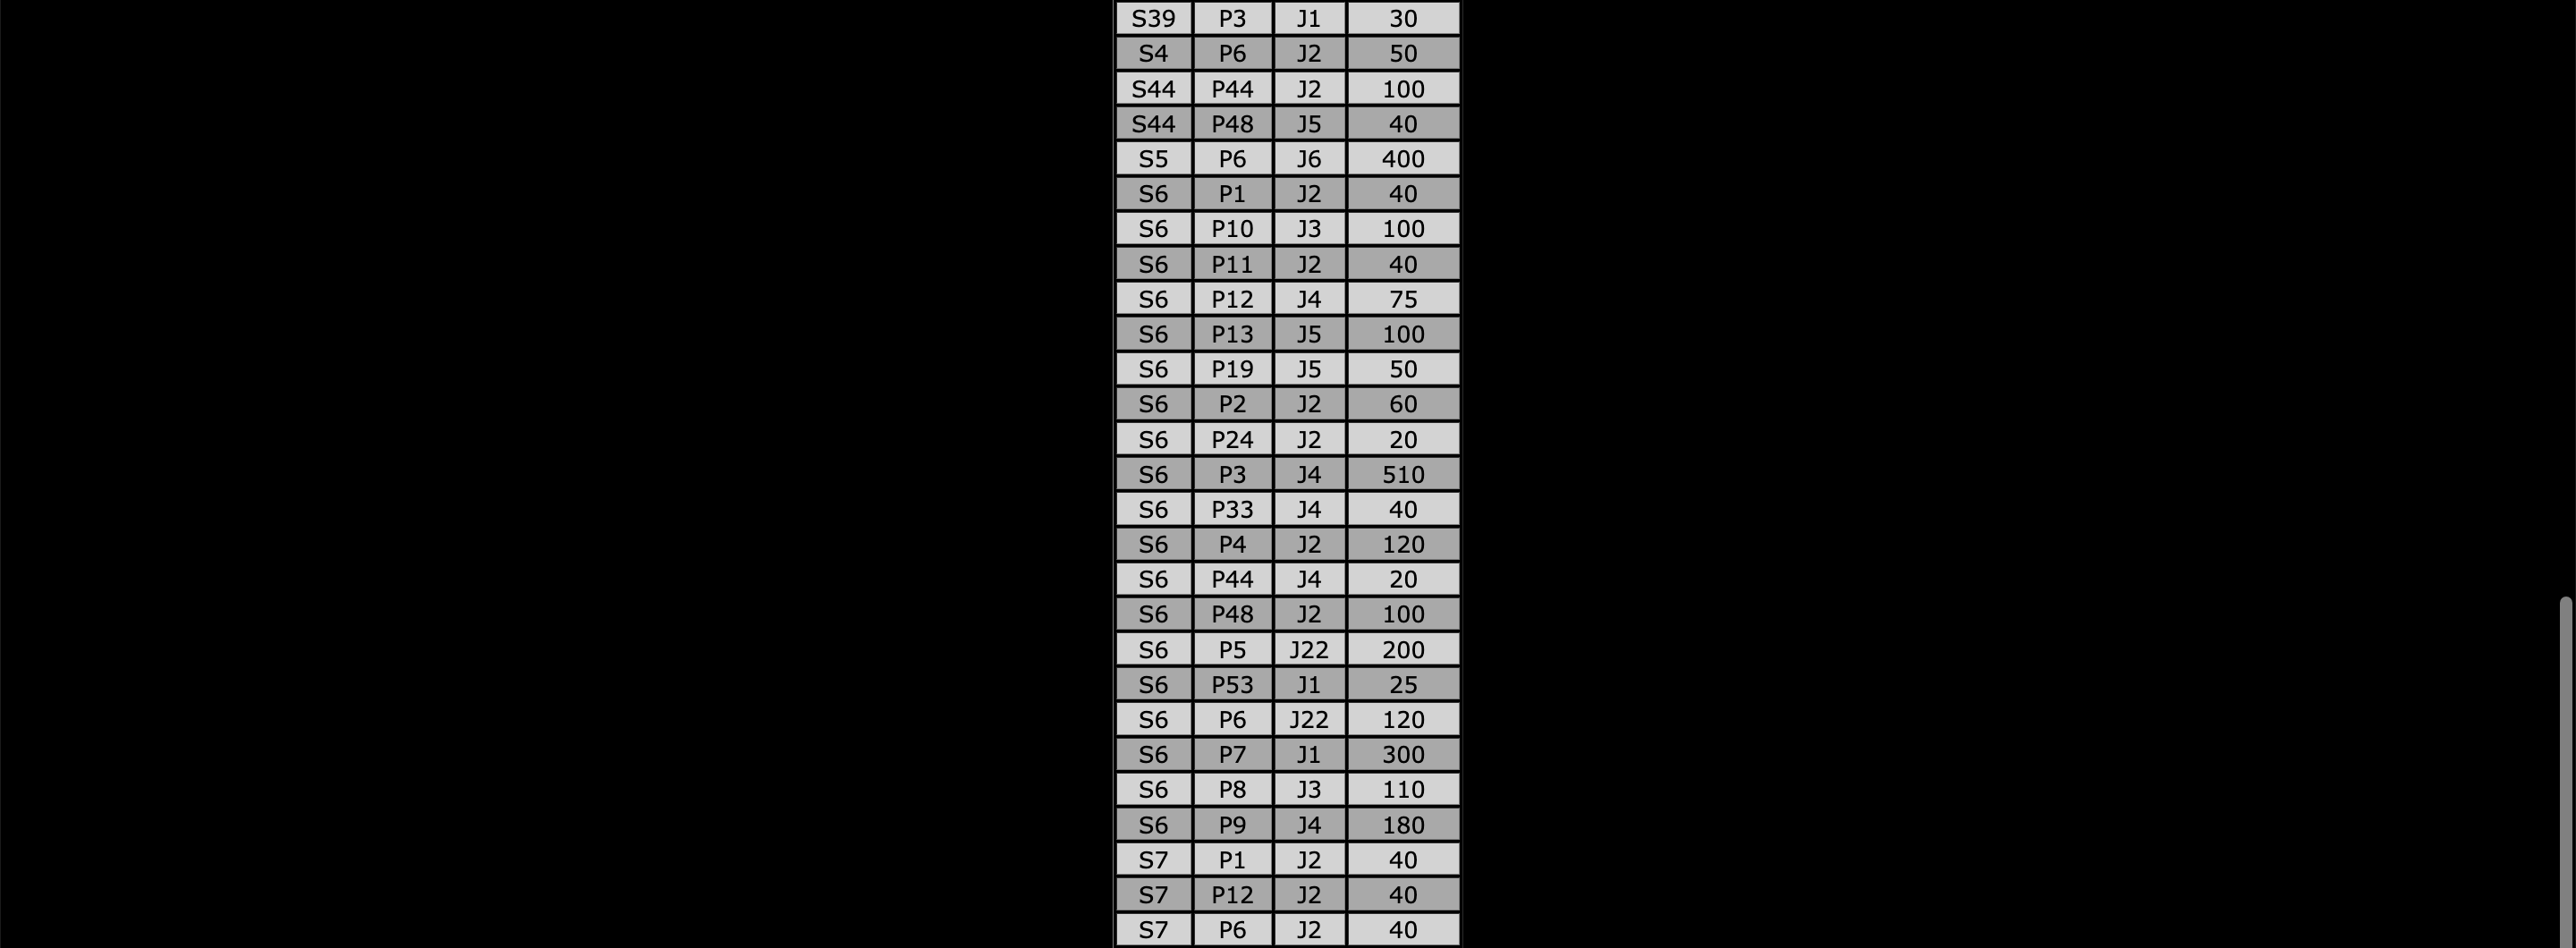 S39 P3 J1 30
S4 P6 J2 50
S44 P44 J2 100
S44 P48 J5 40
S5 P6 J6 400
S6 P1 J2 40
S6 P10 J3 100
S6 P11 J2 40
S6 P12 J4 75
S6 P13 J5 100
S6 P19 J5 50
S6 P2 J2 60
S6 P24 J2 20
S6 P3 J4 510
S6 P33 J4 40
S6 P4 J2 120
S6 P44 J4 20
S6 P48 J2 100
S6 P5 J22 200
S6 P53 J1 25
S6 P6 J22 120
S6 P7 J1 300
S6 P8 J3 110
S6 P9 J4 180
S7 P1 J2 40
S7 P12 J2 40
S7 P6 J2 40